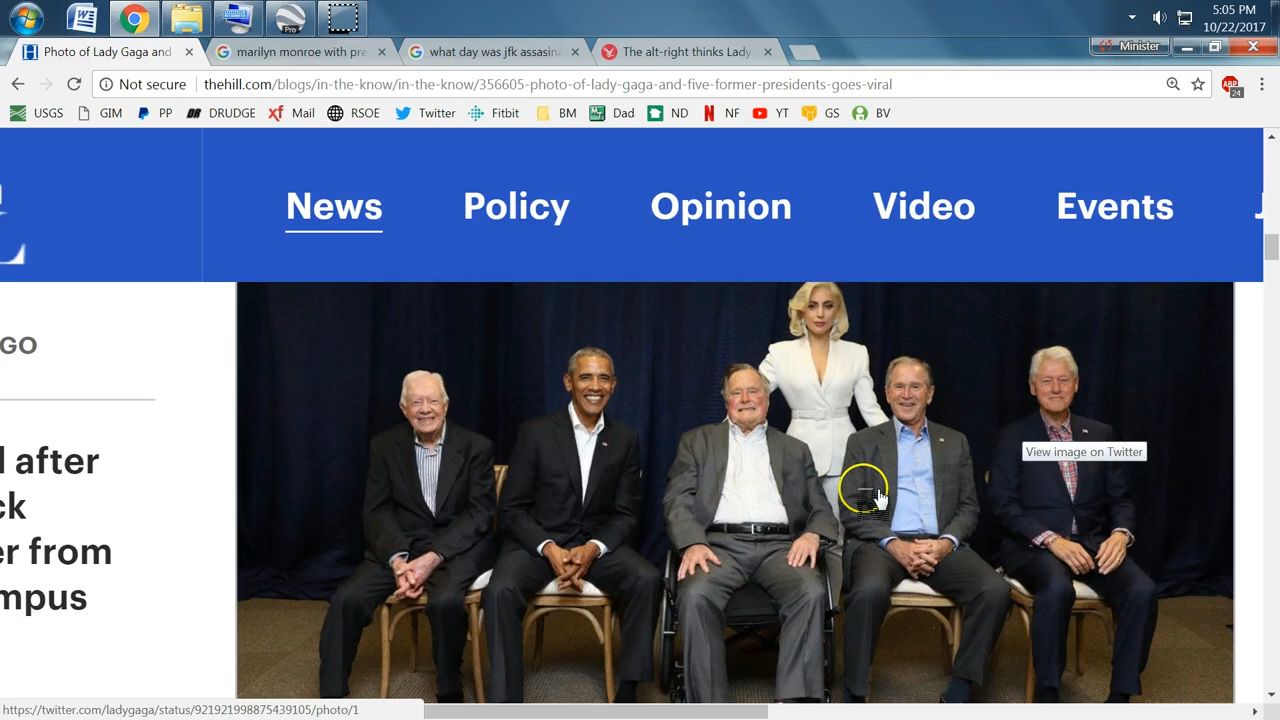 5:05 PM
10/22/2017
Photo of Lady Gaga and
marilyn monroe with pre
what day was jfk assassi
The alt-right thinks Lady
Minister
Not secure
thehill.com/blogs/in-the-know/in-the-know/356605-photo-of-lady-gaga-and-five-former-presidents-goes-viral
24
USGS GIM PP DRUDGE Mail RSOE Twitter Fitbit BM Dad ND NF YT GS BV
News Policy Opinion Video Events
GO
after
ck
er from
mpus
View image on Twitter
https://twitter.com/ladygaga/status/921921998875439105/photo/1